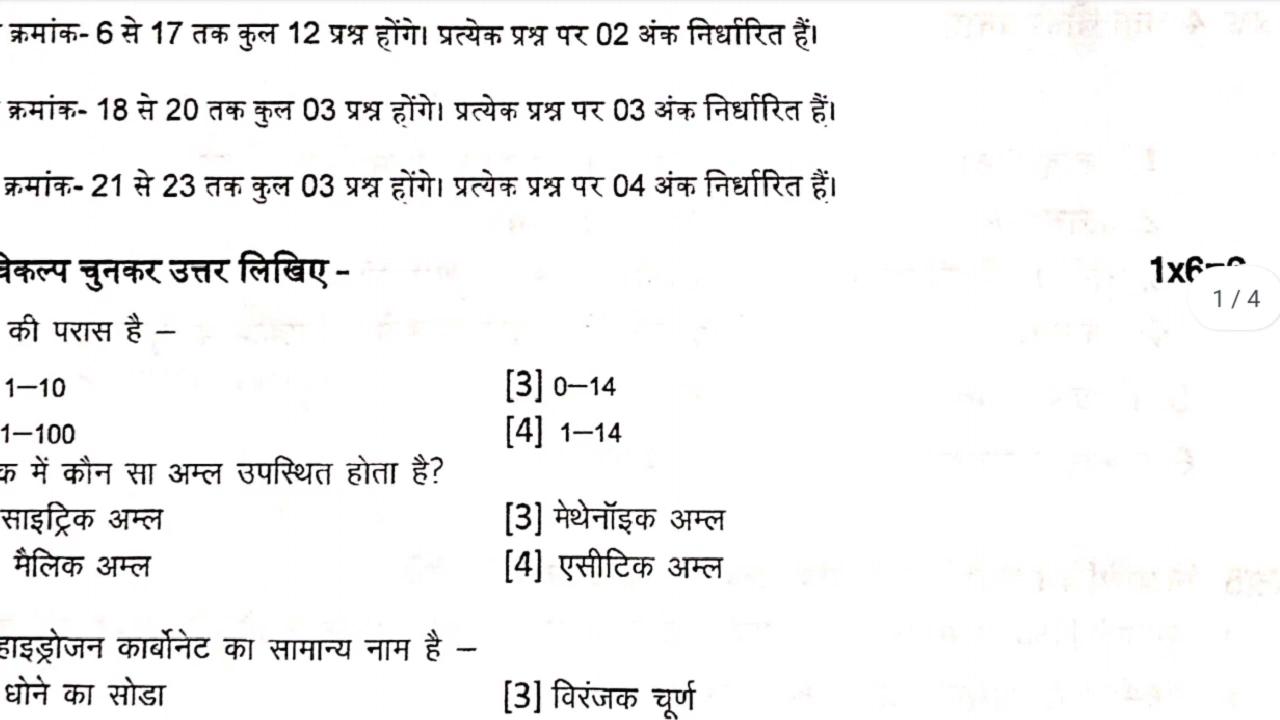 क्रमांक- 6 से 17 तक कुल 12 प्रश्न होंगे। प्रत्येक प्रश्न पर 02 अंक निर्धारित हैं।
क्रमांक- 18 से 20 तक कुल 03 प्रश्न होंगे। प्रत्येक प्रश्न पर 03 अंक निर्धारित हैं।
क्रमांक- 21 से 23 तक कुल 03 प्रश्न होंगे। प्रत्येक प्रश्न पर 04 अंक निर्धारित हैं।
चुनकर उत्तर लिखिए -
1 / 4
की परास है –
1–10 [3] 0–14
1–100 [4] 1–14
में कौन सा अम्ल उपस्थित होता है?
साइट्रिक अम्ल [3] मेथेनॉइक अम्ल
मैलिक अम्ल [4] एसीटिक अम्ल
हाइड्रोजन कार्बोनेट का सामान्य नाम है –
धोने का सोडा [3] विरंजक चूर्ण